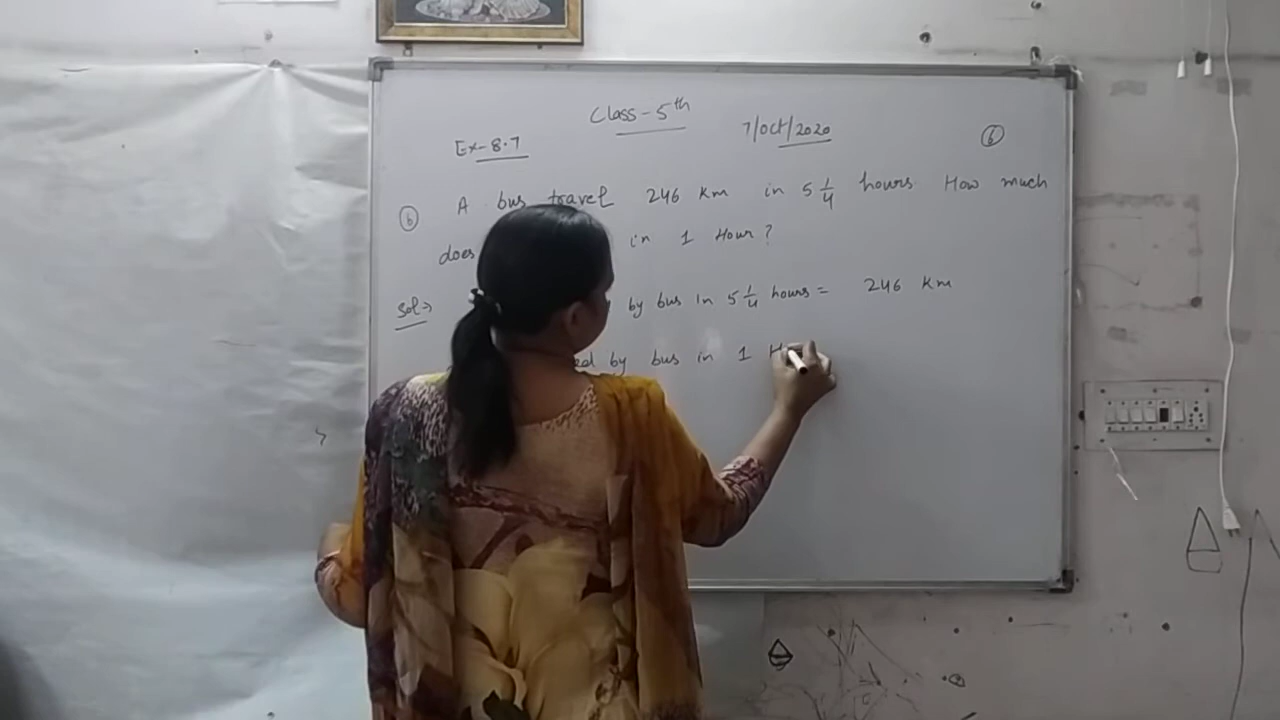 Class-5th
Ex-8.7
7/Oct/2020
6
6 A bus travel 246 Km in 5 1/4 hours How much
does in 1 Hour?
Sol→ by bus in 5 1/4 hours = 246 Km
by bus in 1